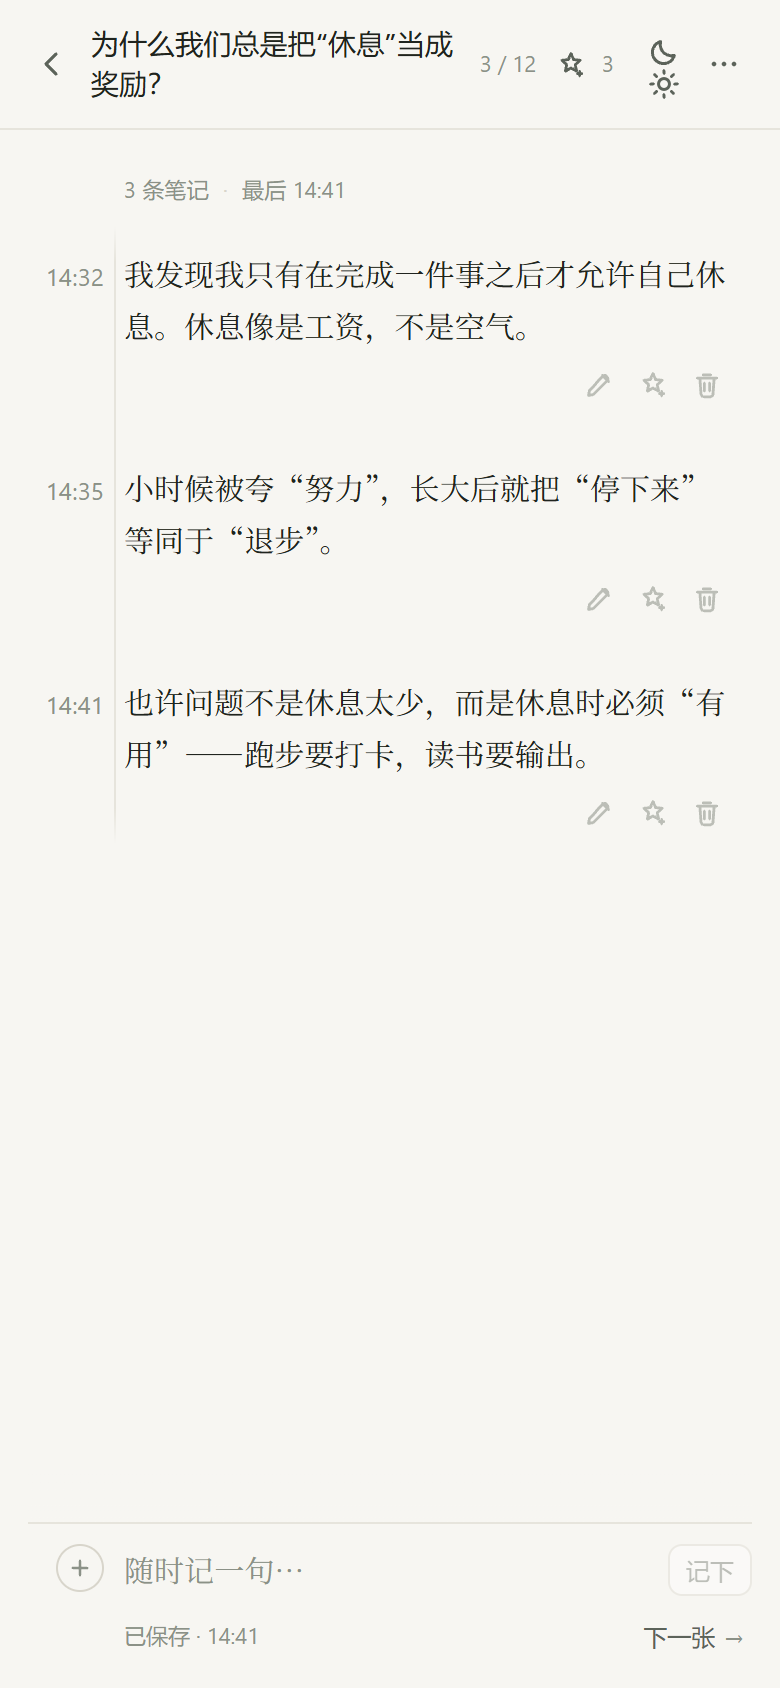 为什么我们总是把“休息”当成
奖励？
3 / 12
3
3 条笔记 · 最后 14:41
14:32
我发现我只有在完成一件事之后才允许自己休
息。休息像是工资，不是空气。
14:35
小时候被夸“努力”，长大后就把“停下来”
等同于“退步”。
14:41
也许问题不是休息太少，而是休息时必须“有
用”——跑步要打卡，读书要输出。
随时记一句…
记下
已保存 · 14:41
下一张 →